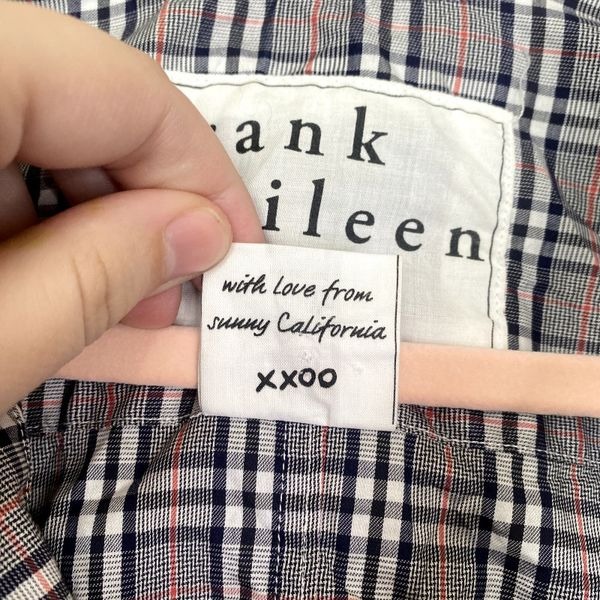 ank
ileen
with love from
sunny California
xxoo